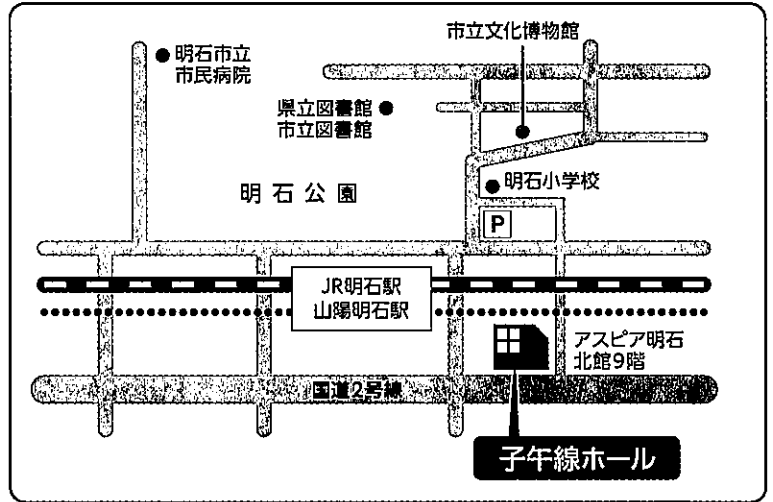 市立文化博物館
明石市立
市民病院
県立図書館
市立図書館
明石公園
明石小学校
P
JR明石駅
山陽明石駅
アスピア明石
北館9階
国道2号線
子午線ホール